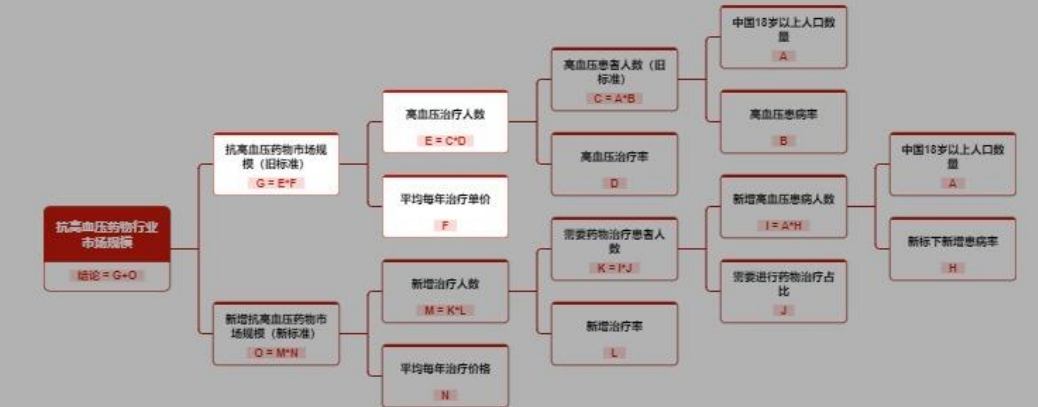 抗高血压药物行业
市场规模
结论 = G+O
抗高血压药物市场规
模（旧标准）
G = E*F
新增抗高血压药物市
场规模（新标准）
O = M*N
高血压治疗人数
E = C*D
平均每年治疗单价
F
新增治疗人数
M = K*L
平均每年治疗价格
N
高血压患者人数（旧
标准）
C = A*B
高血压治疗率
D
需要药物治疗患者人
数
K = I*J
新增治疗率
L
中国18岁以上人口数
量
A
高血压患病率
B
新增高血压患病人数
I = A*H
需要进行药物治疗占
比
J
中国18岁以上人口数
量
A
新标下新增患病率
H